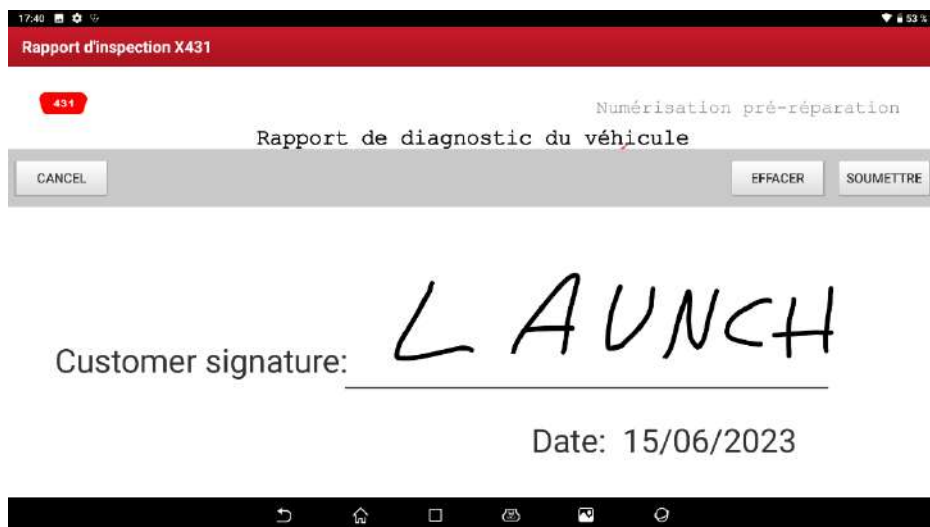 17:40 53 %
Rapport d'inspection X431
431
Numérisation pré-réparation
Rapport de diagnostic du véhicule
CANCEL EFFACER SOUMETTRE
Customer signature: LAUNCH
Date: 15/06/2023